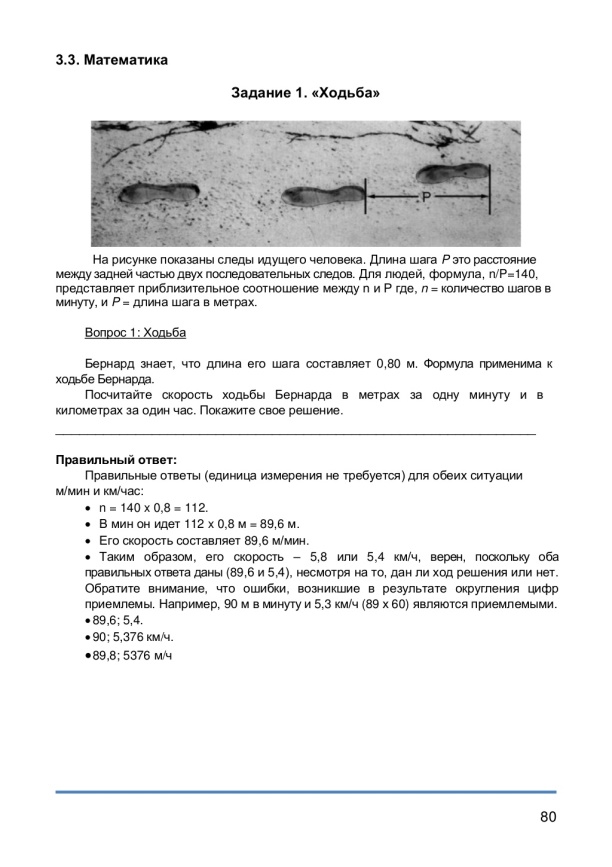 3.3. Математика
Задание 1. «Ходьба»
P
На рисунке показаны следы идущего человека. Длина шага P это расстояние
между задней частью двух последовательных следов. Для людей, формула, n/P=140,
представляет приблизительное соотношение между n и P где, n = количество шагов в
минуту, и P = длина шага в метрах.
Вопрос 1: Ходьба
Бернард знает, что длина его шага составляет 0,80 м. Формула применима к
ходьбе Бернарда.
Посчитайте скорость ходьбы Бернарда в метрах за одну минуту и в
километрах за один час. Покажите свое решение.
Правильный ответ:
Правильные ответы (единица измерения не требуется) для обеих ситуации
м/мин и км/час:
• n = 140 x 0,8 = 112.
• В мин он идет 112 x 0,8 м = 89,6 м.
• Его скорость составляет 89,6 м/мин.
• Таким образом, его скорость – 5,8 или 5,4 км/ч, верен, поскольку оба
правильных ответа даны (89,6 и 5,4), несмотря на то, дан ли ход решения или нет.
Обратите внимание, что ошибки, возникшие в результате округления цифр
приемлемы. Например, 90 м в минуту и 5,3 км/ч (89 x 60) являются приемлемыми.
• 89,6; 5,4.
• 90; 5,376 км/ч.
• 89,8; 5376 м/ч
80